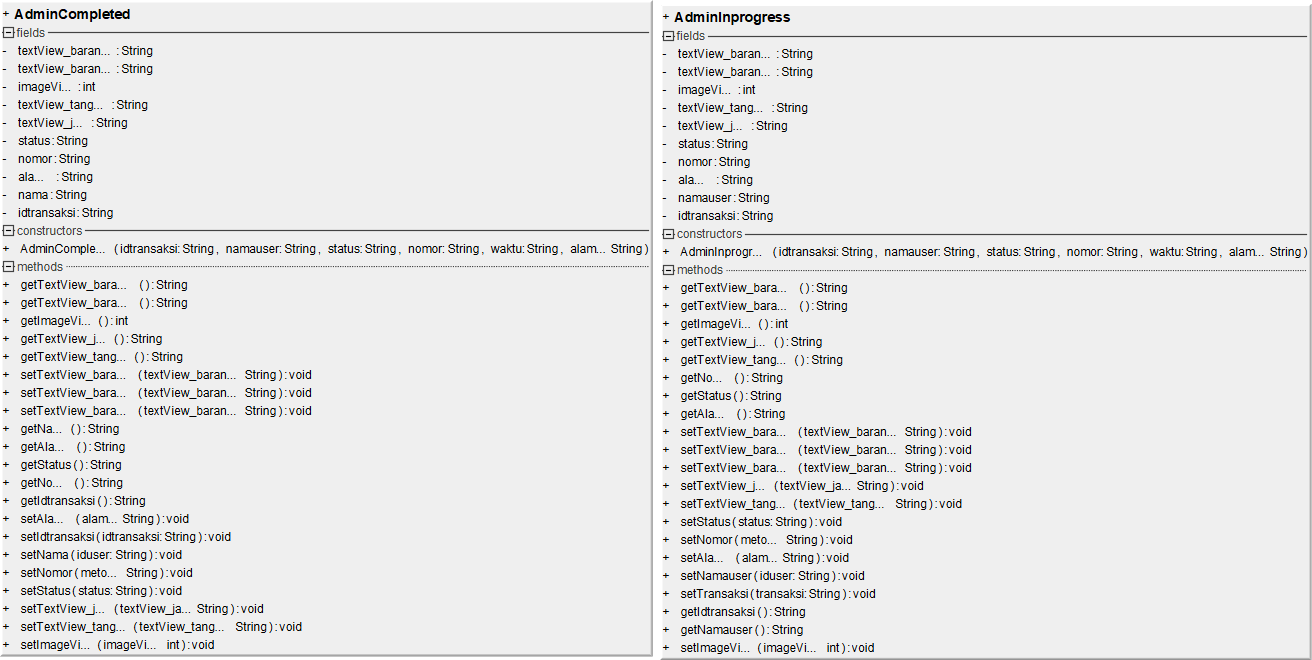 + AdminCompleted
fields
- textView_baran... : String
- textView_baran... : String
- imageVi... : int
- textView_tang... : String
- textView_j... : String
- status : String
- nomor : String
- ala... : String
- nama : String
- idtransaksi : String
constructors
+ AdminComple... (idtransaksi: String, namauser: String, status: String, nomor: String, waktu: String, alam... String)
methods
+ getTextView_bara... () : String
+ getTextView_bara... () : String
+ getImageVi... () : int
+ getTextView_j... () : String
+ getTextView_tang... () : String
+ setTextView_bara... (textView_baran... String) : void
+ setTextView_bara... (textView_baran... String) : void
+ setTextView_bara... (textView_baran... String) : void
+ getNa... () : String
+ getAla... () : String
+ getStatus () : String
+ getNo... () : String
+ getIdtransaksi () : String
+ setAla... (alam... String) : void
+ setIdtransaksi (idtransaksi: String) : void
+ setNama (iduser: String) : void
+ setNomor (meto... String) : void
+ setStatus (status: String) : void
+ setTextView_j... (textView_ja... String) : void
+ setTextView_tang... (textView_tang... String) : void
+ setImageVi... (imageVi... int) : void
+ AdminInprogress
fields
- textView_baran... : String
- textView_baran... : String
- imageVi... : int
- textView_tang... : String
- textView_j... : String
- status : String
- nomor : String
- ala... : String
- namauser : String
- idtransaksi : String
constructors
+ AdminInprogr... (idtransaksi: String, namauser: String, status: String, nomor: String, waktu: String, alam... String)
methods
+ getTextView_bara... () : String
+ getTextView_bara... () : String
+ getImageVi... () : int
+ getTextView_j... () : String
+ getTextView_tang... () : String
+ getNo... () : String
+ getStatus () : String
+ getAla... () : String
+ setTextView_bara... (textView_baran... String) : void
+ setTextView_bara... (textView_baran... String) : void
+ setTextView_bara... (textView_baran... String) : void
+ setTextView_j... (textView_ja... String) : void
+ setTextView_tang... (textView_tang... String) : void
+ setStatus (status: String) : void
+ setNomor (meto... String) : void
+ setAla... (alam... String) : void
+ setNamauser (iduser: String) : void
+ setTransaksi (transaksi: String) : void
+ getIdtransaksi () : String
+ getNamauser () : String
+ setImageVi... (imageVi... int) : void